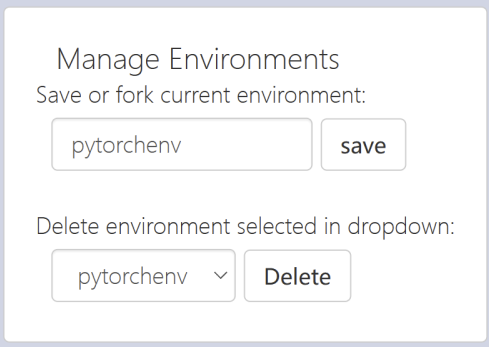 Manage Environments
Save or fork current environment:
pytorchenv save
Delete environment selected in dropdown:
pytorchenv Delete